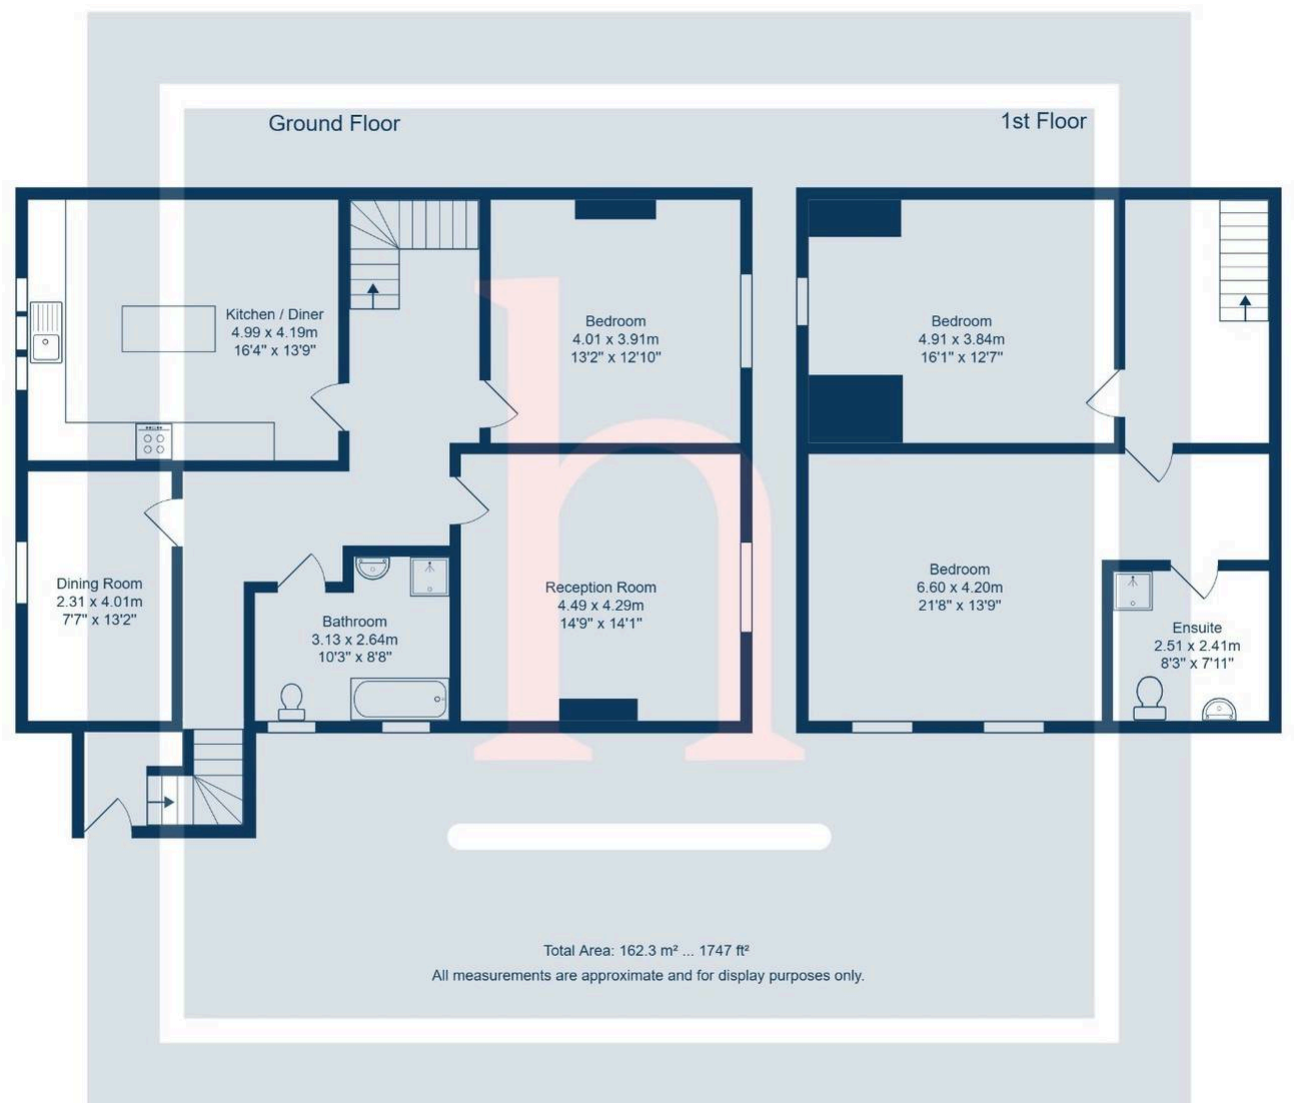 Ground Floor
1st Floor
Kitchen / Diner
4.99 x 4.19m
16'4" x 13'9"
Bedroom
4.01 x 3.91m
13'2" x 12'10"
Bedroom
4.91 x 3.84m
16'1" x 12'7"
Dining Room
2.31 x 4.01m
7'7" x 13'2"
Bathroom
3.13 x 2.64m
10'3" x 8'8"
Reception Room
4.49 x 4.29m
14'9" x 14'1"
Bedroom
6.60 x 4.20m
21'8" x 13'9"
Ensuite
2.51 x 2.41m
8'3" x 7'11"
h
Total Area: 162.3 m² ... 1747 ft²
All measurements are approximate and for display purposes only.